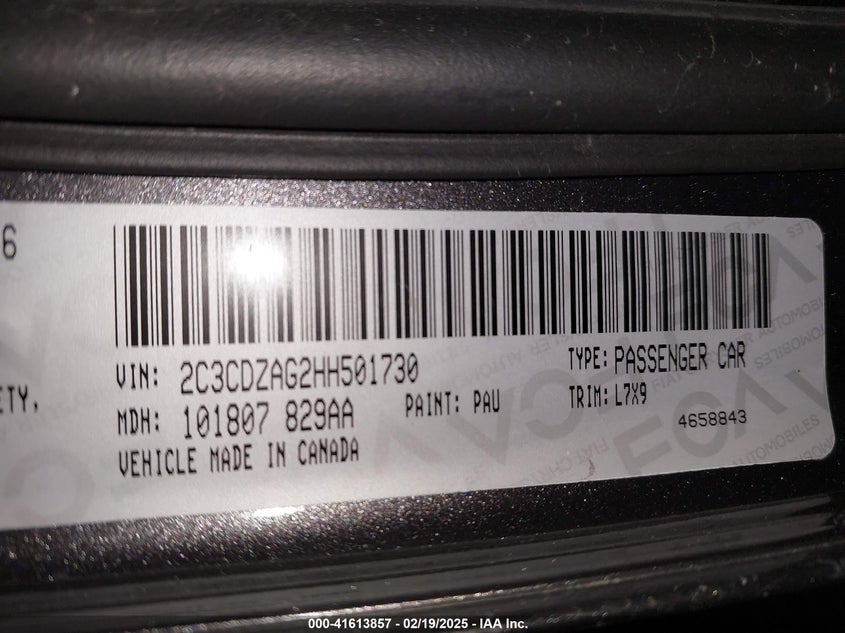 6
ETY,
VIN: 2C3CDZAG2HH501730
TYPE: PASSENGER CAR
MDH: 101807 829AA
PAINT: PAU
TRIM: L7X9
4658843
VEHICLE MADE IN CANADA
000-41613857 - 02/19/2025 - IAA Inc.